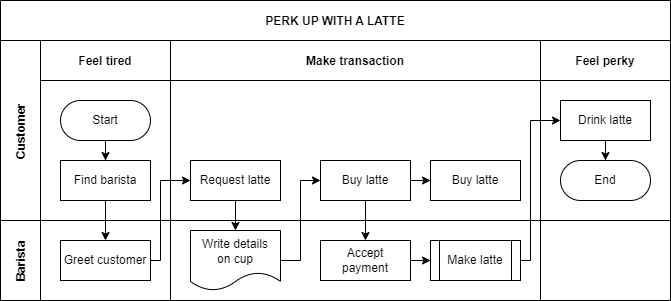 PERK UP WITH A LATTE
Feel tired
Make transaction
Feel perky
Customer
Start
Drink latte
Find barista
Request latte
Buy latte
Buy latte
End
Barista
Greet customer
Write details
on cup
Accept
payment
Make latte